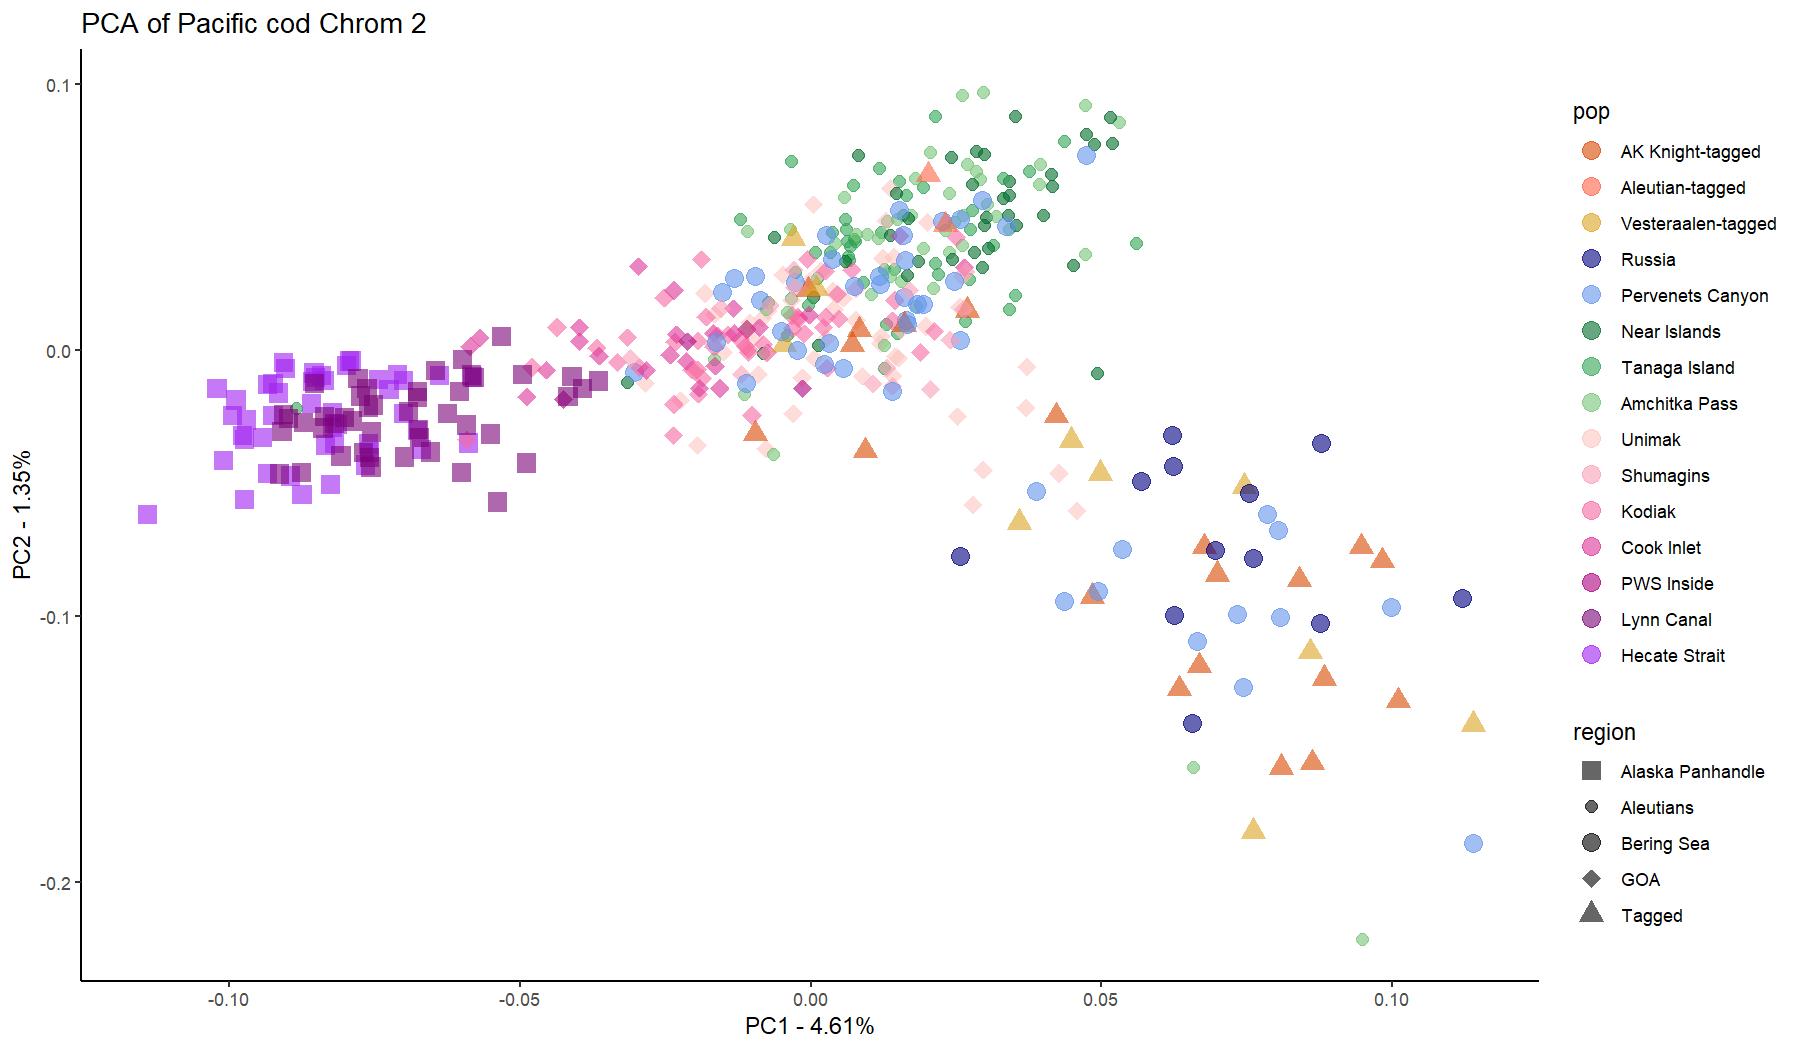 PCA of Pacific cod Chrom 2
0.1
0.0
-0.1
-0.2
PC2 - 1.35%
-0.10
-0.05
0.00
0.05
0.10
PC1 - 4.61%
pop
AK Knight-tagged
Aleutian-tagged
Vesteraalen-tagged
Russia
Pervenets Canyon
Near Islands
Tanaga Island
Amchitka Pass
Unimak
Shumagins
Kodiak
Cook Inlet
PWS Inside
Lynn Canal
Hecate Strait
region
Alaska Panhandle
Aleutians
Bering Sea
GOA
Tagged